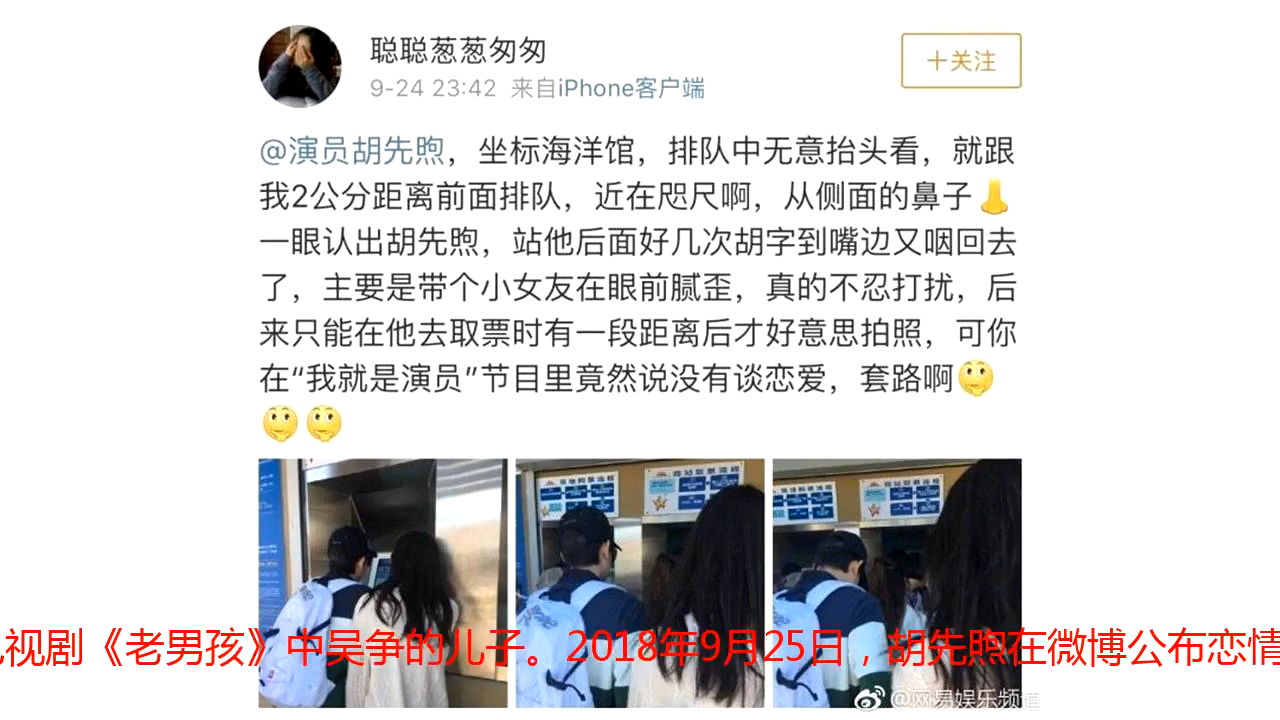 聪聪葱葱匆匆
9-24 23:42 来自iPhone客户端
十关注
@演员胡先煦，坐标海洋馆，排队中无意抬头看，就跟
我2公分距离前面排队，近在咫尺啊，从侧面的鼻子
一眼认出胡先煦，站他后面好几次胡字到嘴边又咽回去
了，主要是带个小女友在眼前腻歪，真的不忍打扰，后
来只能在他去取票时有一段距离后才好意思拍照，可你
在“我就是演员”节目里竟然说没有谈恋爱，套路啊
视剧《老男孩》中吴争的儿子。2018年9月25日，胡先煦在微博公布恋情
@网易娱乐频道